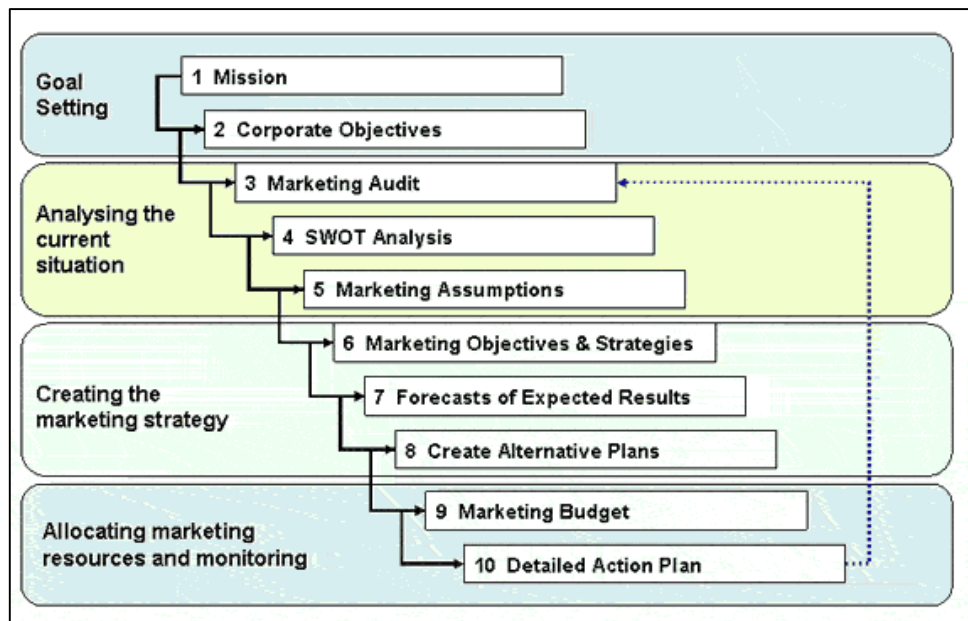 Goal
Setting
1 Mission
2 Corporate Objectives
Analysing the
current
situation
3 Marketing Audit
4 SWOT Analysis
5 Marketing Assumptions
Creating the
marketing strategy
6 Marketing Objectives & Strategies
7 Forecasts of Expected Results
8 Create Alternative Plans
Allocating marketing
resources and monitoring
9 Marketing Budget
10 Detailed Action Plan